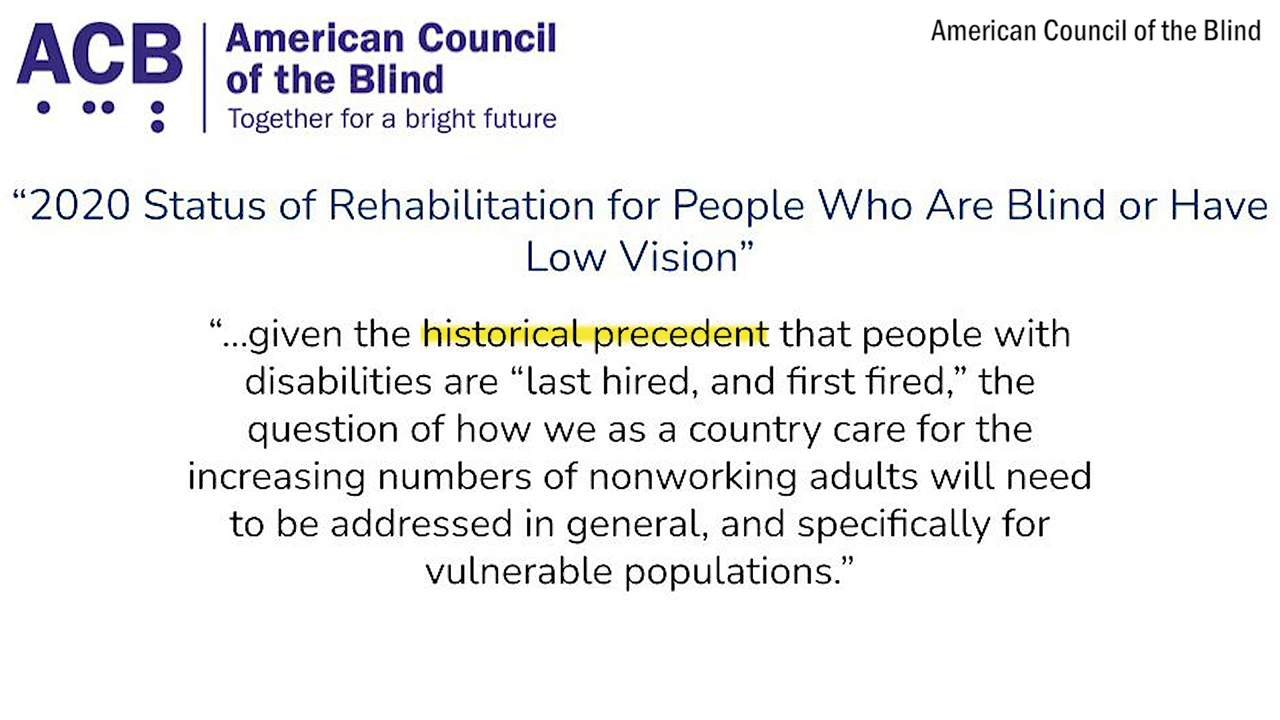 ACB
American Council
of the Blind
Together for a bright future
American Council of the Blind
“2020 Status of Rehabilitation for People Who Are Blind or Have
Low Vision”
“...given the historical precedent that people with
disabilities are “last hired, and first fired,” the
question of how we as a country care for the
increasing numbers of nonworking adults will need
to be addressed in general, and specifically for
vulnerable populations.”